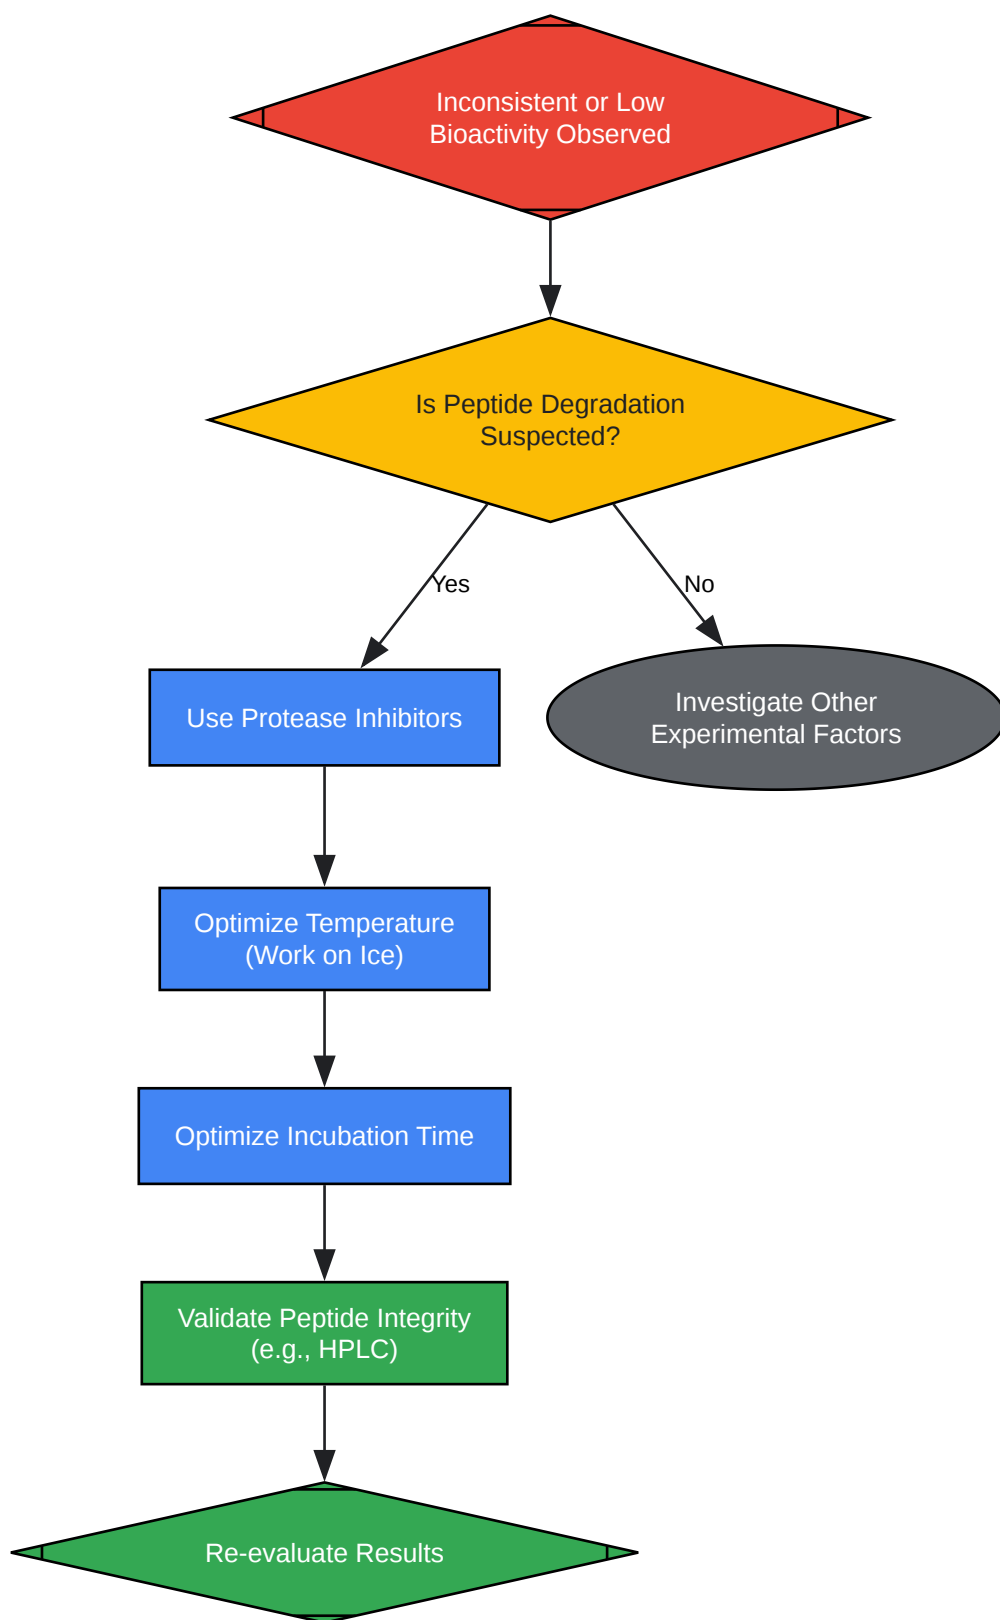 Inconsistent or Low
Bioactivity Observed
Is Peptide Degradation
Suspected?
Yes
No
Use Protease Inhibitors
Investigate Other
Experimental Factors
Optimize Temperature
(Work on Ice)
Optimize Incubation Time
Validate Peptide Integrity
(e.g., HPLC)
Re-evaluate Results